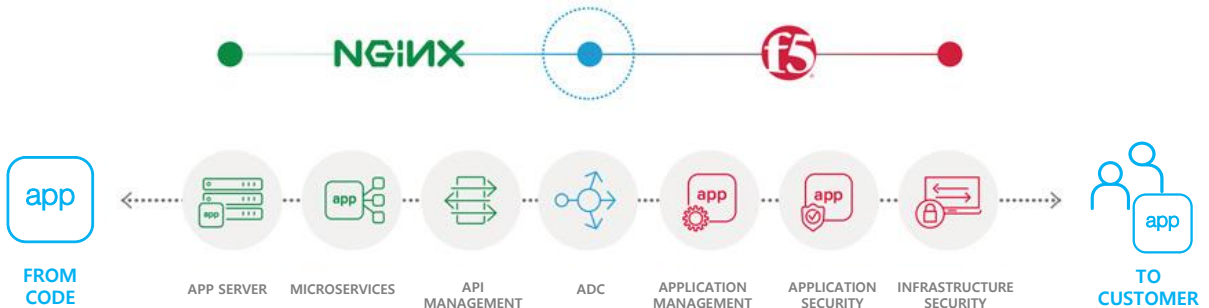 NGINX
f5
app
app
app
app
app
app
FROM
CODE
APP SERVER
MICROSERVICES
API
MANAGEMENT
ADC
APPLICATION
MANAGEMENT
APPLICATION
SECURITY
INFRASTRUCTURE
SECURITY
TO
CUSTOMER